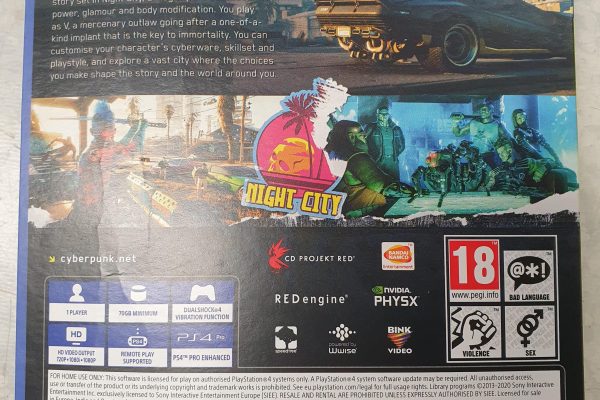 story set in Night City,
power, glamour and body modification. You play
as V, a mercenary outlaw going after a one-of-a-
kind implant that is the key to immortality. You can
customise your character's cyberware, skillset and
playstyle, and explore a vast city where the choices
you make shape the story and the world around you.
NIGHT CITY
cyberpunk.net
CD PROJEKT RED®
BANDAI
NAMCO
Entertainment
REDengine®
NVIDIA.
PHYSX
powered by
Wwise
BINK
VIDEO
18
www.pegi.info
BAD LANGUAGE
VIOLENCE
SEX
1 PLAYER
70GB MINIMUM
DUALSHOCK®4
VIBRATION FUNCTION
HD
HD VIDEO OUTPUT
720P•1080i•1080P
PS4
REMOTE PLAY
SUPPORTED
PS4 Pro
PS4™ PRO ENHANCED
FOR HOME USE ONLY: This software is licensed for play on authorised PlayStation®4 systems only. A PlayStation®4 system software update may be required. All unauthorised access,
use or transfer of the product or its underlying copyright and trademark works is prohibited. See eu.playstation.com/legal for full usage rights. Library programs ©2013-2020 Sony Interactive
Entertainment Inc. exclusively licensed to Sony Interactive Entertainment Europe (SIEE). RESALE AND RENTAL ARE PROHIBITED UNLESS EXPRESSLY AUTHORISED BY SIEE. Licensed for sale